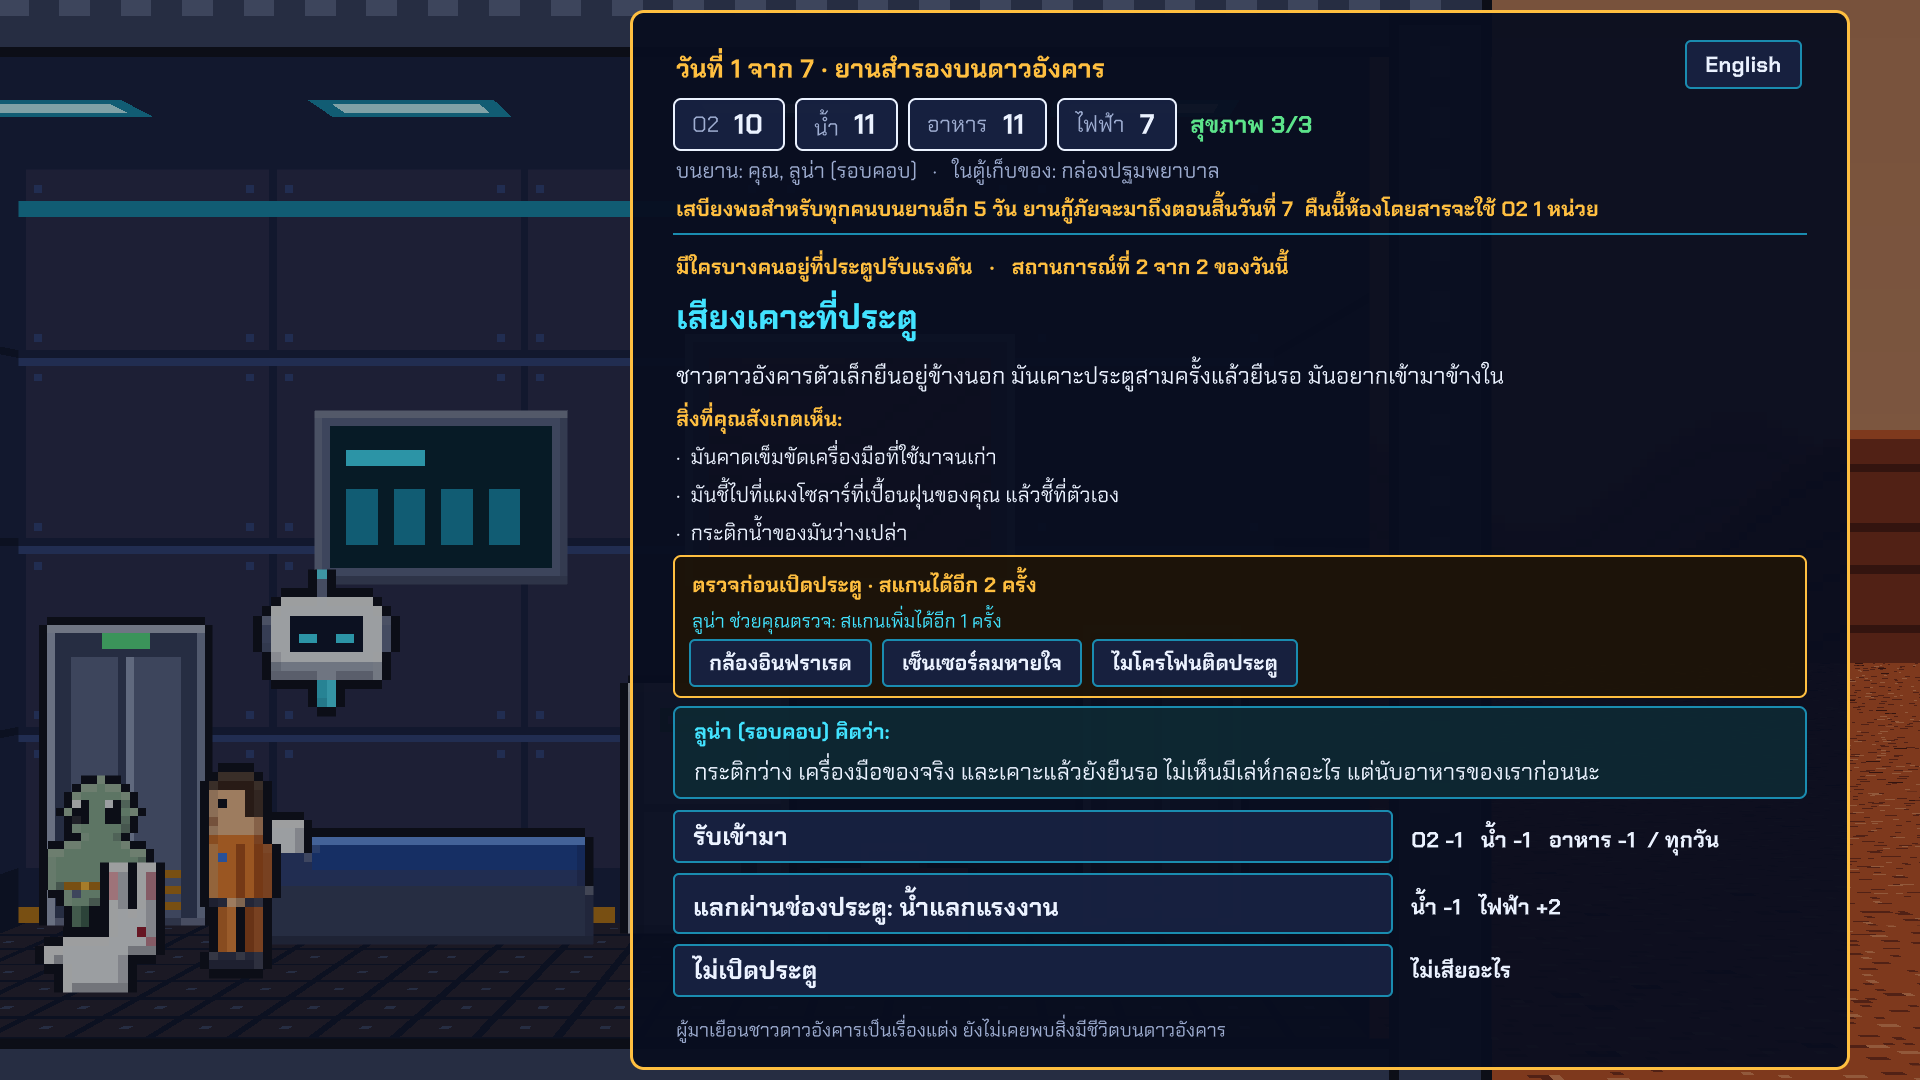 วันที่ 1 จาก 7 · ยานสำรองบนดาวอังคาร
English
O2 10 น้ำ 11 อาหาร 11 ไฟฟ้า 7 สุขภาพ 3/3
บนยาน: คุณ, ลูน่า (รอบคอบ) · ในตู้เก็บของ: กล่องปฐมพยาบาล
เสบียงพอสำหรับทุกคนบนยานอีก 5 วัน ยานกู้ภัยจะมาถึงตอนสิ้นวันที่ 7 คืนนี้ห้องโดยสารจะใช้ O2 1 หน่วย
มีใครบางคนอยู่ที่ประตูปรับแรงดัน · สถานการณ์ที่ 2 จาก 2 ของวันนี้
เสียงเคาะที่ประตู
ชาวดาวอังคารตัวเล็กยืนอยู่ข้างนอก มันเคาะประตูสามครั้งแล้วยืนรอ มันอยากเข้ามาข้างใน
สิ่งที่คุณสังเกตเห็น:
· มันคาดเข็มขัดเครื่องมือที่ใช้มาจนเก่า
· มันชี้ไปที่แผงโซลาร์ที่เปื้อนฝุ่นของคุณ แล้วชี้ที่ตัวเอง
· กระติกน้ำของมันว่างเปล่า
ตรวจก่อนเปิดประตู · สแกนได้อีก 2 ครั้ง
ลูน่า ช่วยคุณตรวจ: สแกนเพิ่มได้อีก 1 ครั้ง
กล้องอินฟราเรด เซ็นเซอร์ลมหายใจ ไมโครโฟนติดประตู
ลูน่า (รอบคอบ) คิดว่า:
กระติกว่าง เครื่องมือของจริง และเคาะแล้วยังยืนรอ ไม่เห็นมีเล่ห์กลอะไร แต่นับอาหารของเราก่อนนะ
รับเข้ามา O2 -1 น้ำ -1 อาหาร -1 / ทุกวัน
แลกผ่านช่องประตู: น้ำแลกแรงงาน น้ำ -1 ไฟฟ้า +2
ไม่เปิดประตู ไม่เสียอะไร
ผู้มาเยือนชาวดาวอังคารเป็นเรื่องแต่ง ยังไม่เคยพบสิ่งมีชีวิตบนดาวอังคาร